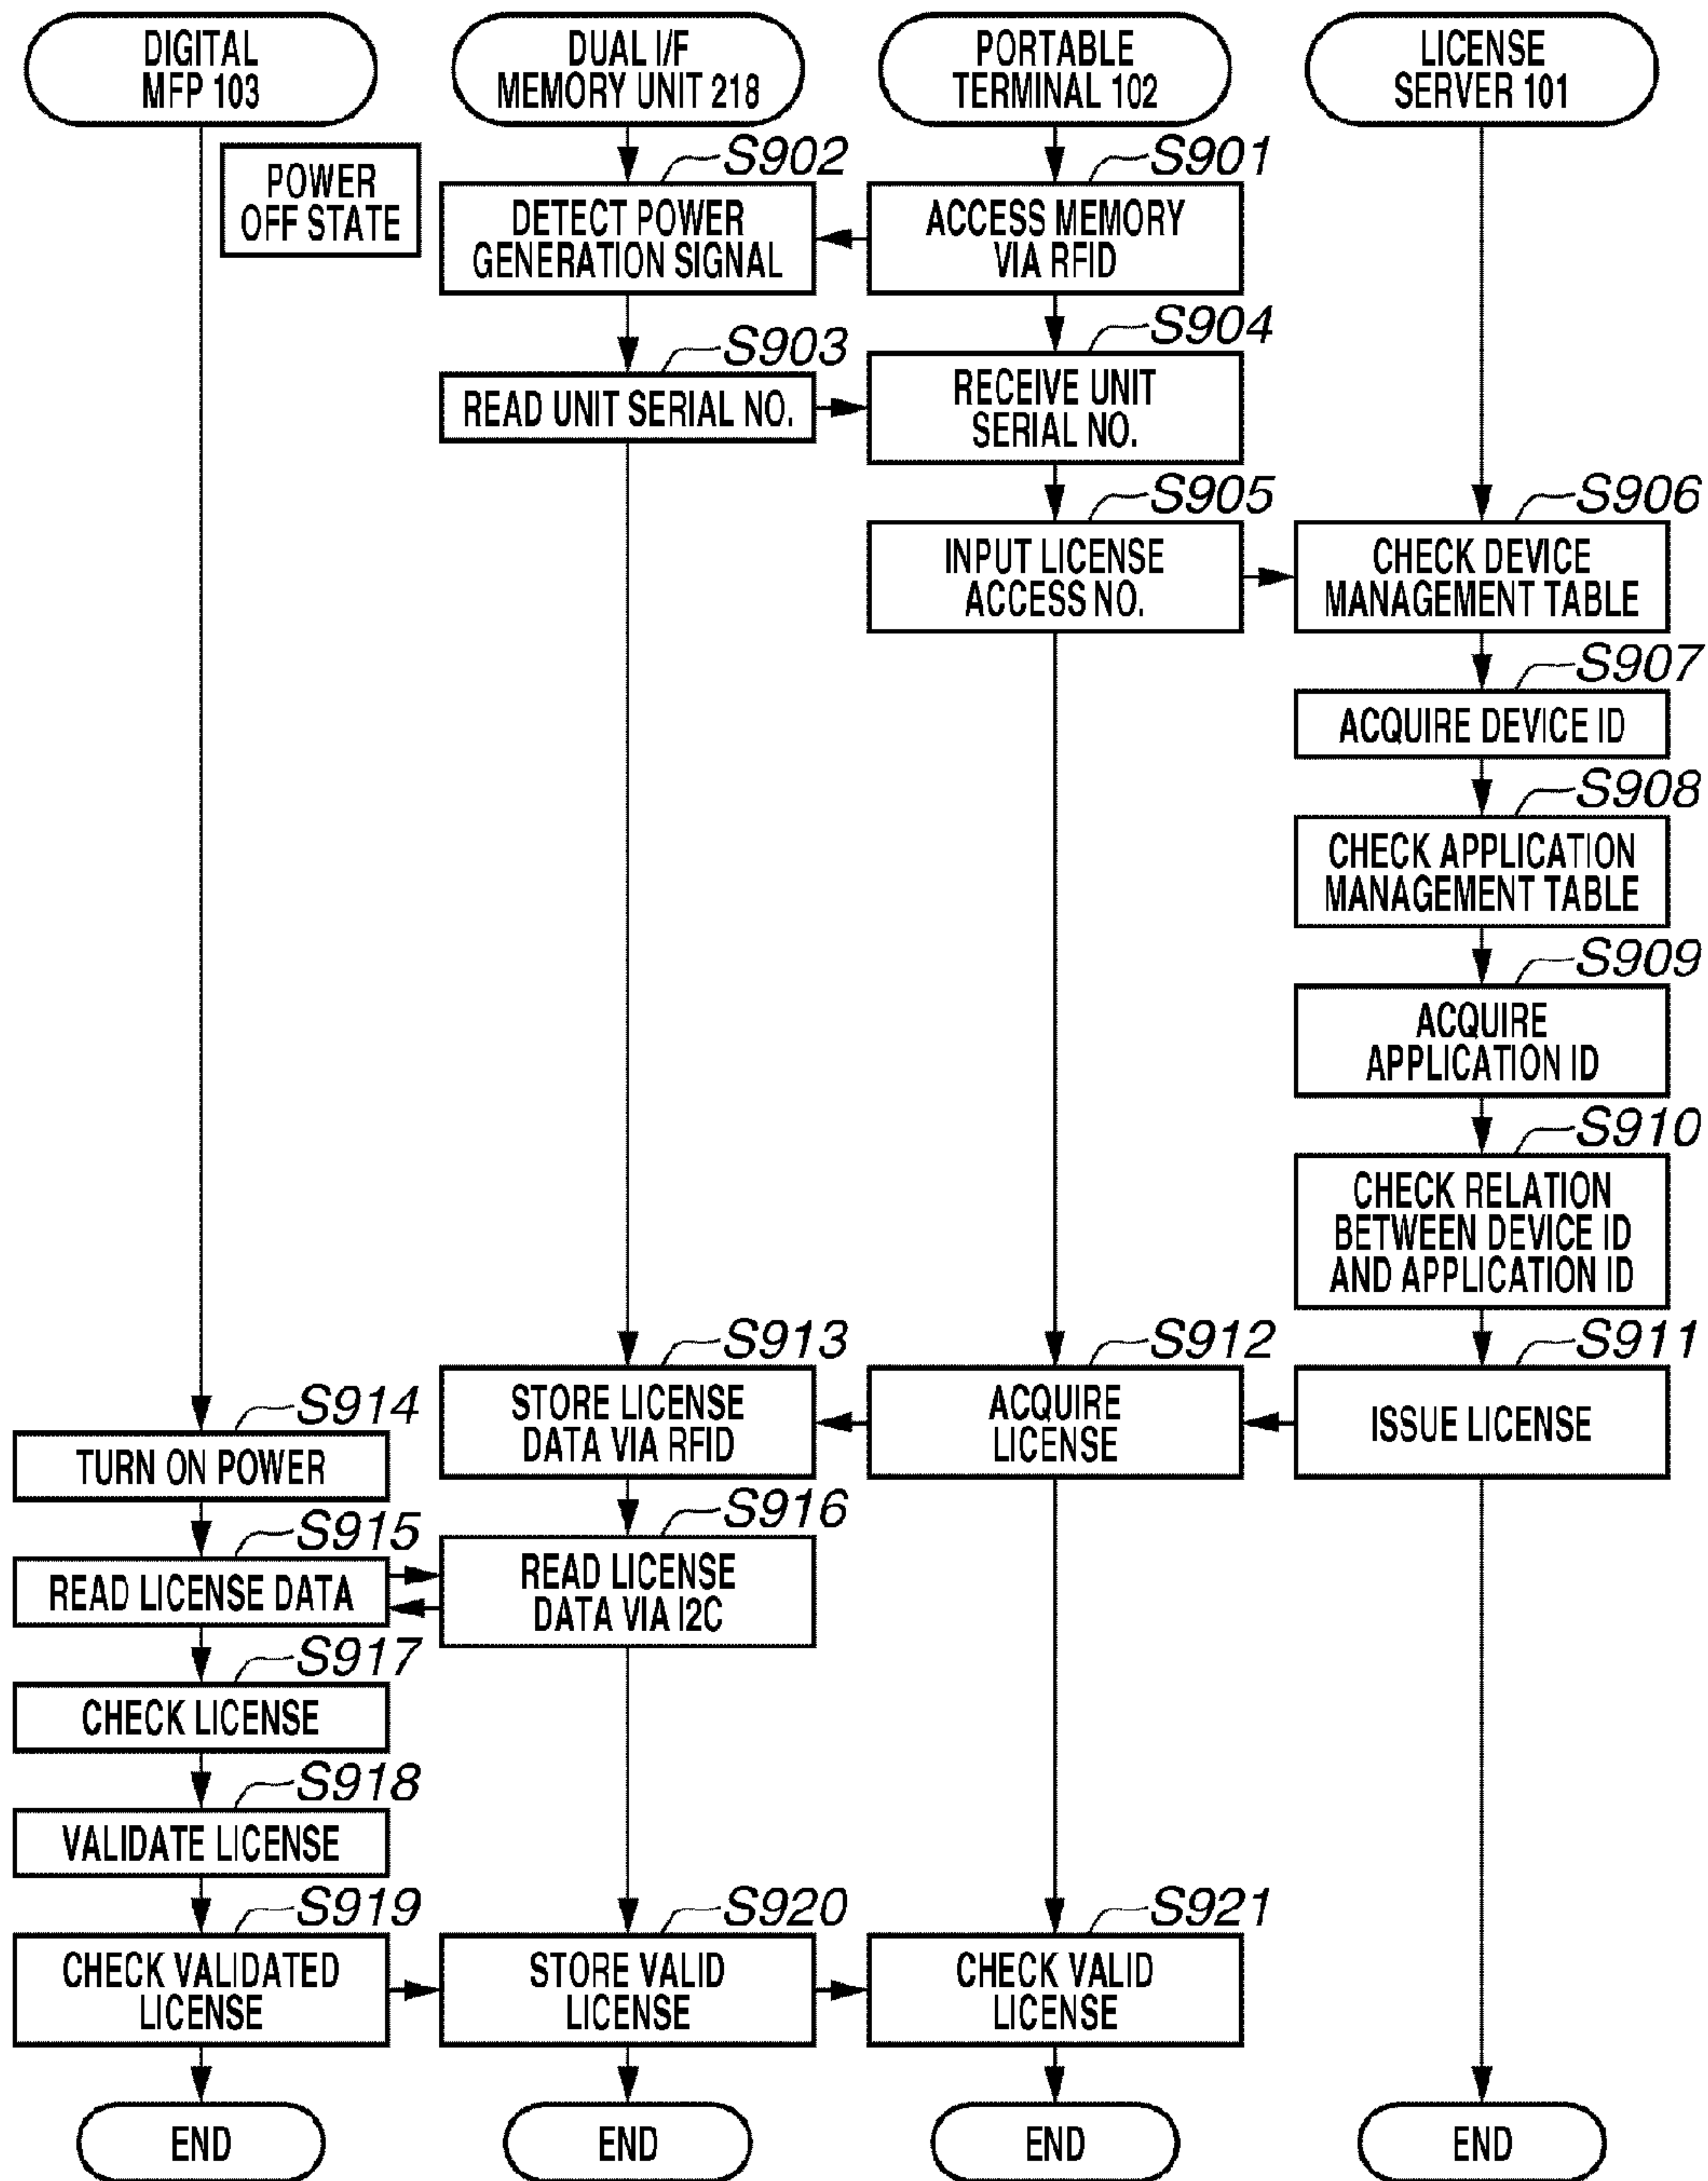 DIGITAL
MFP 103
DUAL I/F
MEMORY UNIT 218
PORTABLE
TERMINAL 102
LICENSE
SERVER 101
POWER
OFF STATE
S902
DETECT POWER
GENERATION SIGNAL
S901
ACCESS MEMORY
VIA RFID
S903
READ UNIT SERIAL NO.
S904
RECEIVE UNIT
SERIAL NO.
S905
INPUT LICENSE
ACCESS NO.
S906
CHECK DEVICE
MANAGEMENT TABLE
S907
ACQUIRE DEVICE ID
S908
CHECK APPLICATION
MANAGEMENT TABLE
S909
ACQUIRE
APPLICATION ID
S910
CHECK RELATION
BETWEEN DEVICE ID
AND APPLICATION ID
S913
STORE LICENSE
DATA VIA RFID
S912
ACQUIRE
LICENSE
S911
ISSUE LICENSE
S914
TURN ON POWER
S915
READ LICENSE DATA
S916
READ LICENSE
DATA VIA I2C
S917
CHECK LICENSE
S918
VALIDATE LICENSE
S919
CHECK VALIDATED
LICENSE
S920
STORE VALID
LICENSE
S921
CHECK VALID
LICENSE
END
END
END
END